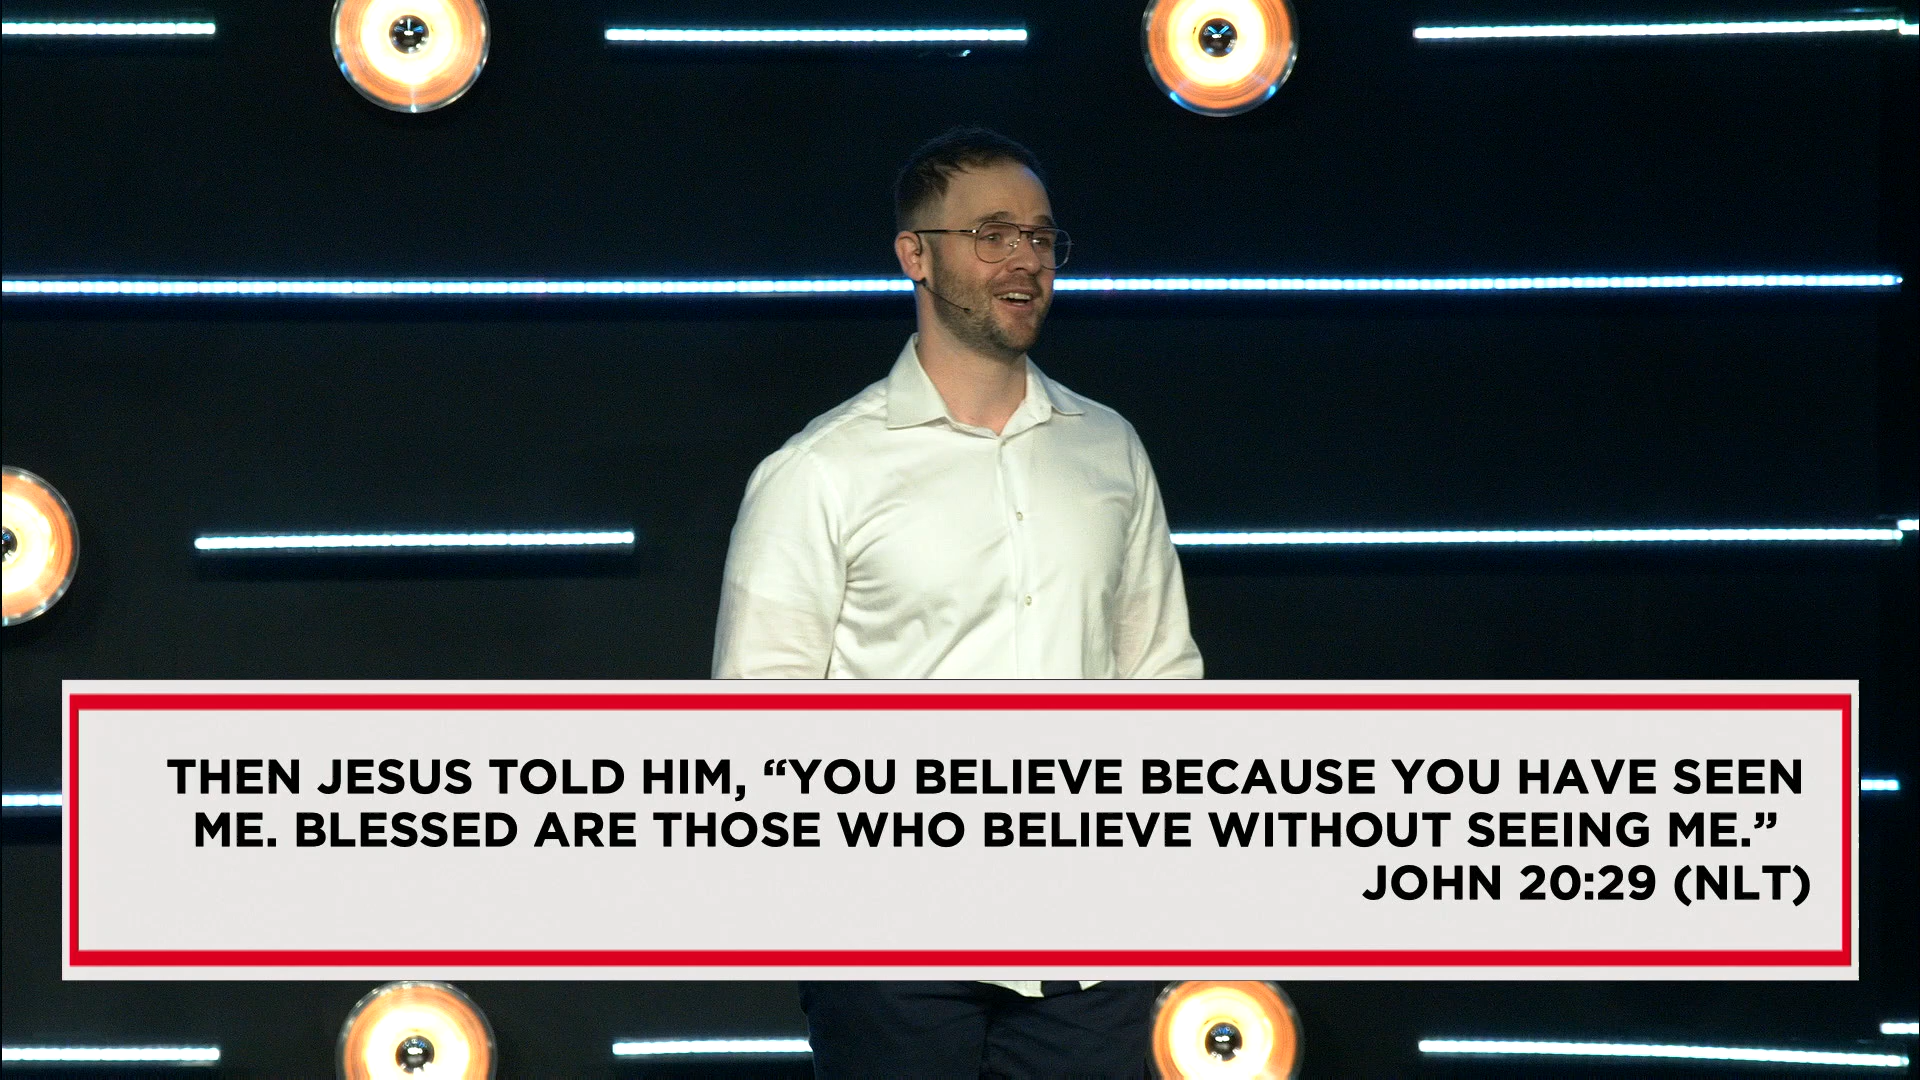 THEN JESUS TOLD HIM, “YOU BELIEVE BECAUSE YOU HAVE SEEN
ME. BLESSED ARE THOSE WHO BELIEVE WITHOUT SEEING ME.”
JOHN 20:29 (NLT)